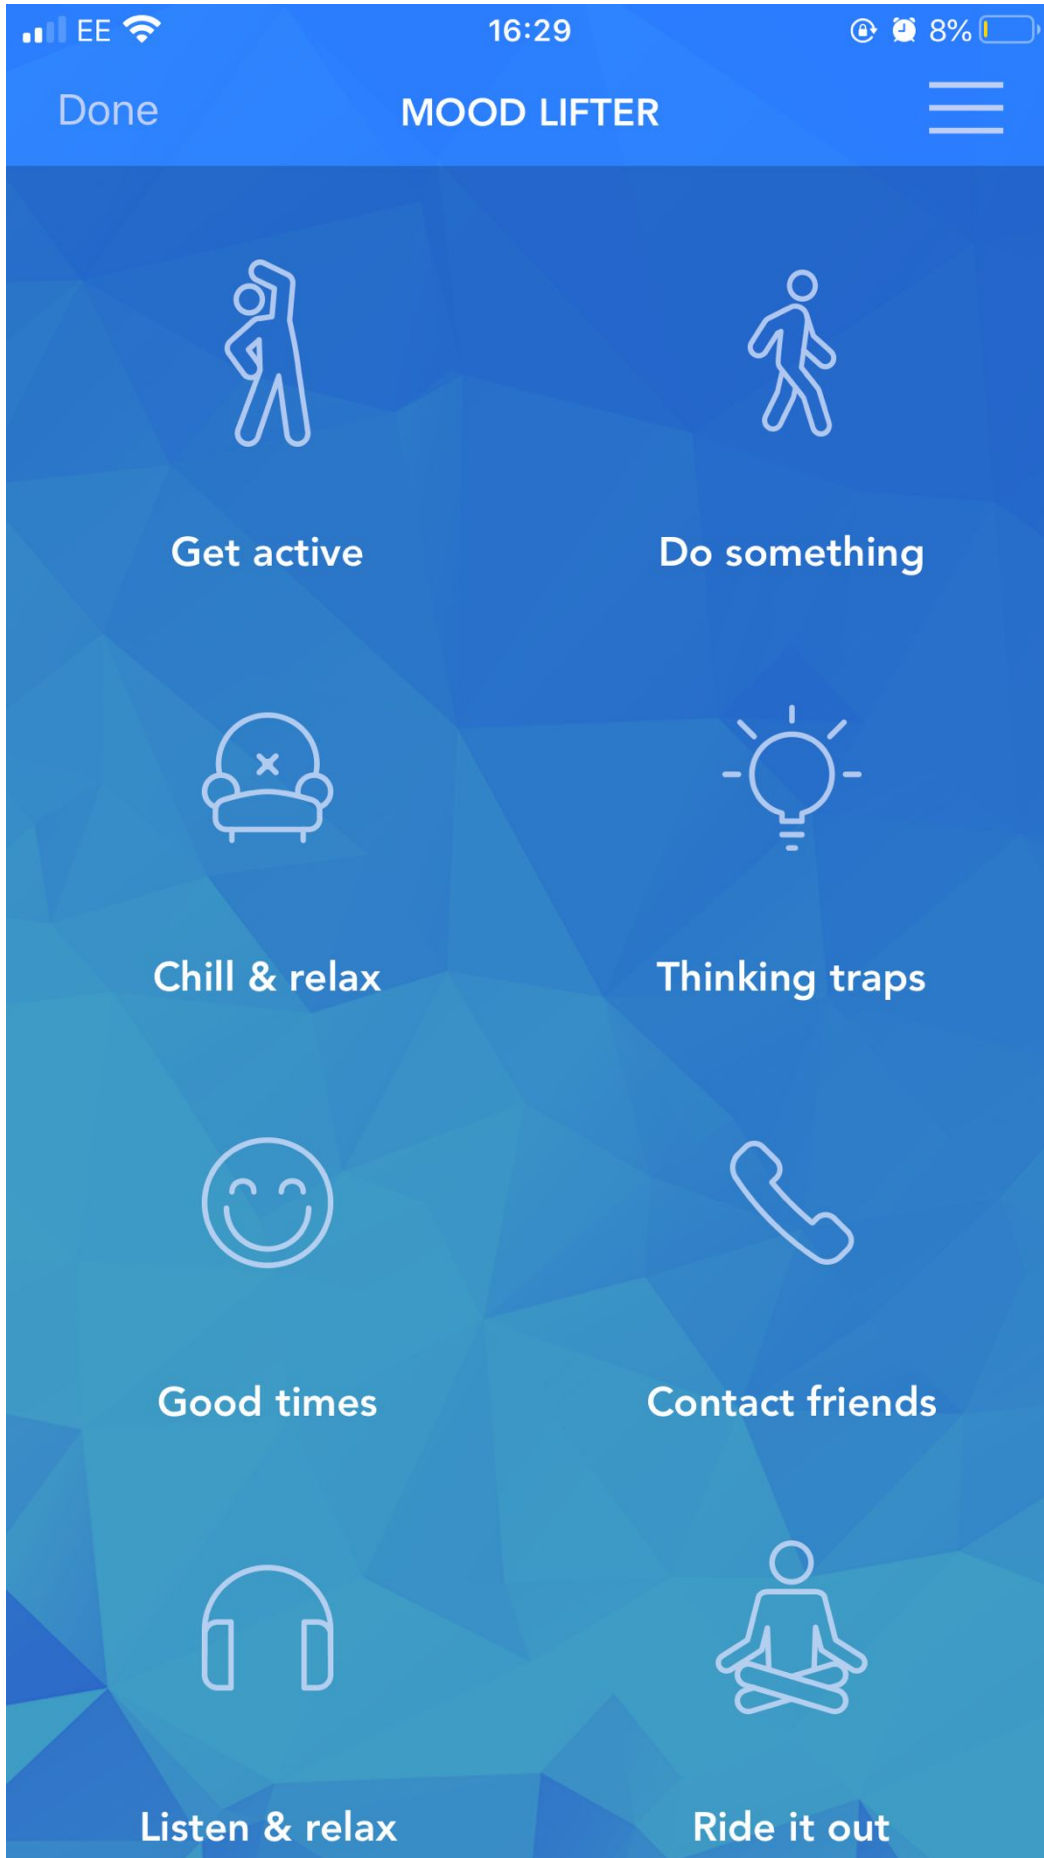 EE 16:29 8%
Done MOOD LIFTER
Get active Do something
Chill & relax Thinking traps
Good times Contact friends
Listen & relax Ride it out